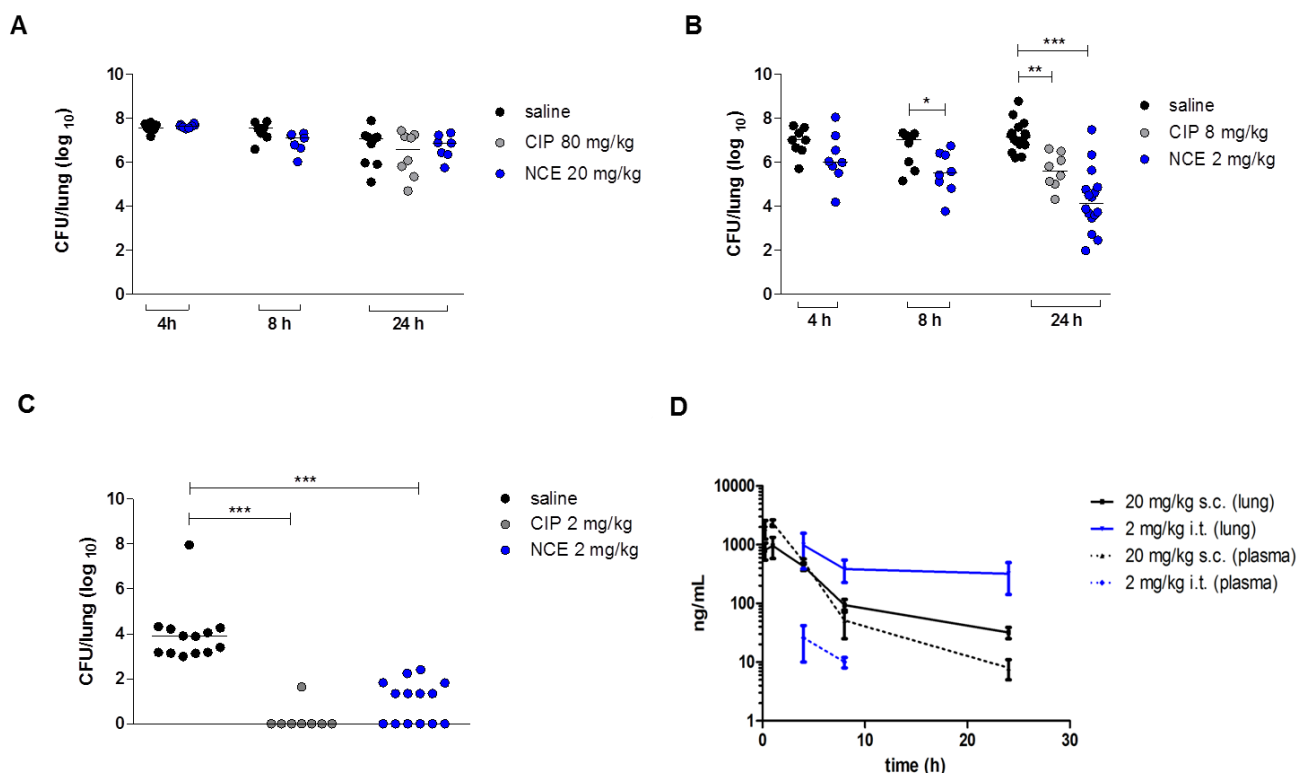 A
CFU/lung (log 10)
10
8
6
4
2
0
4h
8 h
24 h
saline
CIP 80 mg/kg
NCE 20 mg/kg
B
CFU/lung (log 10)
10
8
6
4
2
0
*
**
***
4 h
8 h
24 h
saline
CIP 8 mg/kg
NCE 2 mg/kg
C
CFU/lung (log 10)
10
8
6
4
2
0
***
***
saline
CIP 2 mg/kg
NCE 2 mg/kg
D
ng/mL
10000
1000
100
10
1
0
10
20
30
time (h)
20 mg/kg s.c. (lung)
2 mg/kg i.t. (lung)
20 mg/kg s.c. (plasma)
2 mg/kg i.t. (plasma)